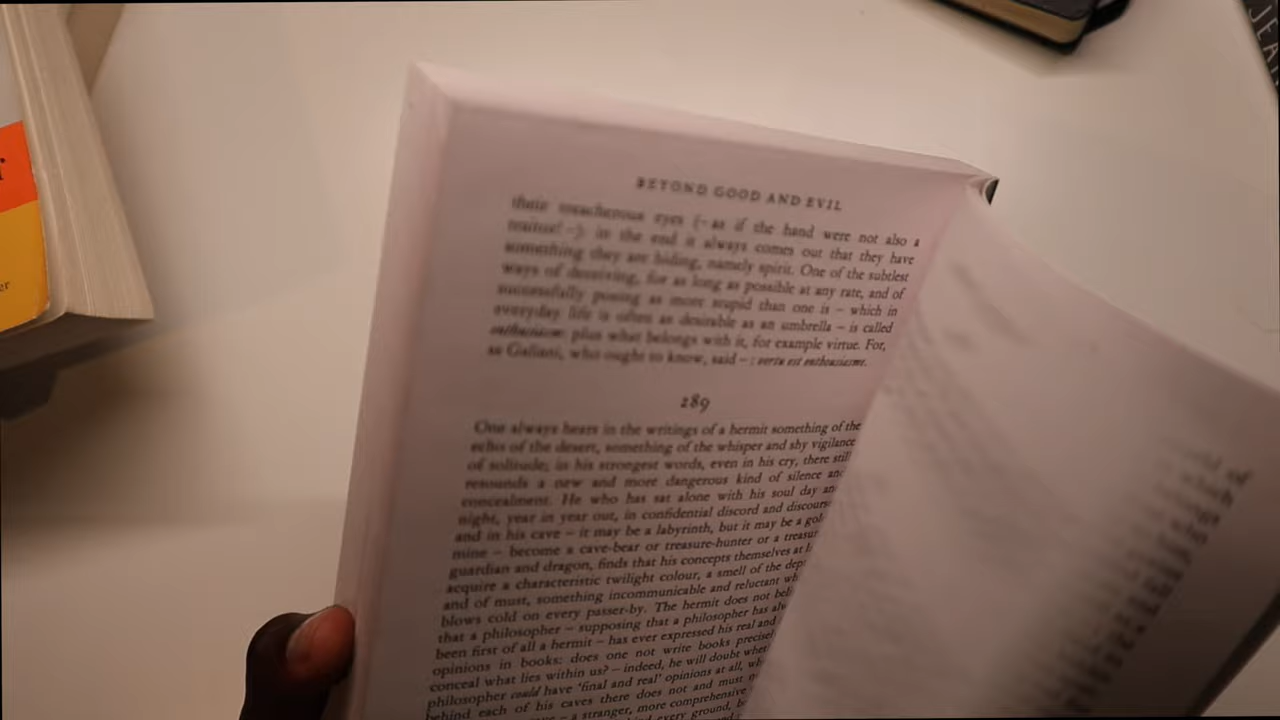 BEYOND GOOD AND EVIL
their treacherous eyes (– as if the hand were not also a
traitor! –): in the end it always comes out that they have
something they are hiding, namely spirit. One of the subtlest
ways of deceiving, for as long as possible at any rate, and of
successfully posing as more stupid than one is – which in
everyday life is often as desirable as an umbrella – is called
enthusiasm: plus what belongs with it, for example virtue. For,
as Galiani, who ought to know, said – : vertu est enthousiasme.
289
One always hears in the writings of a hermit something of the
echo of the desert, something of the whisper and shy vigilance
of solitude; in his strongest words, even in his cry, there still
resounds a new and more dangerous kind of silence and
concealment. He who has sat alone with his soul day and
night, year in year out, in confidential discord and discourse,
and in his cave – it may be a labyrinth, but it may be a gol
mine – become a cave-bear or treasure-hunter or a treasur
guardian and dragon, finds that his concepts themselves at l
acquire a characteristic twilight colour, a smell of the dep
and of must, something incommunicable and reluctant wh
blows cold on every passer-by. The hermit does not bel
that a philosopher – supposing that a philosopher has alw
been first of all a hermit – has ever expressed his real and
opinions in books: does one not write books precisel
conceal what lies within us? – indeed, he will doubt whet
philosopher could have 'final and real' opinions at all, wh
behind each of his caves there does not and must n
– a stranger, more comprehensive
every ground, b
JEA
r
er